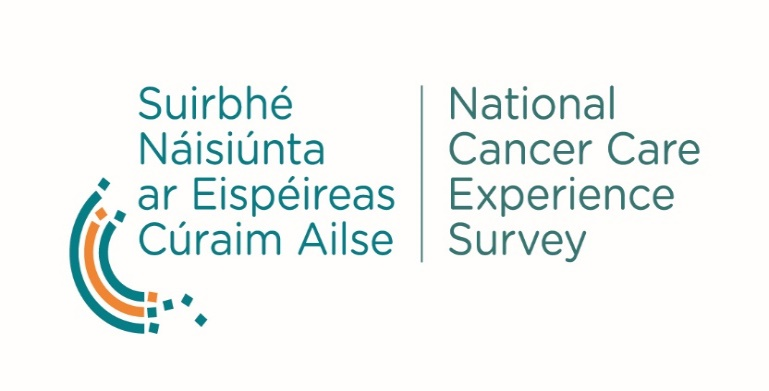 Suirbhé
Náisiúnta
ar Eispéireas
Cúraim Ailse
National
Cancer Care
Experience
Survey